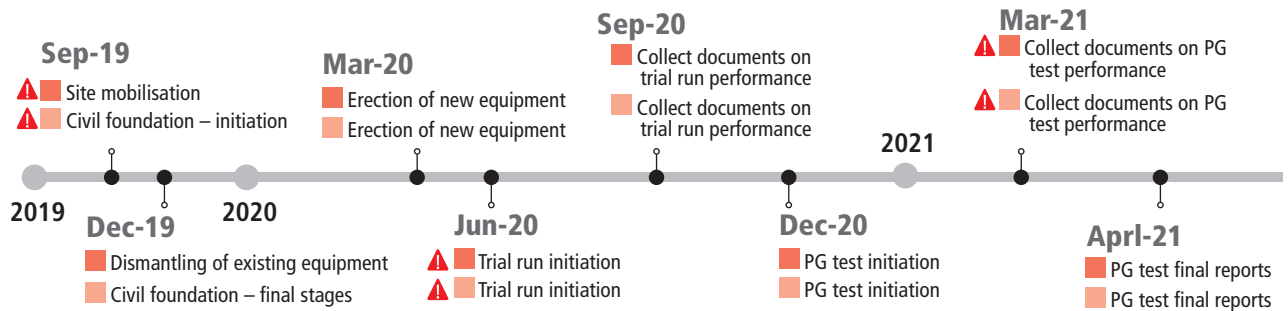 Sep-19
Site mobilisation
Civil foundation – initiation
Mar-20
Erection of new equipment
Erection of new equipment
Sep-20
Collect documents on
trial run performance
Collect documents on
trial run performance
Mar-21
Collect documents on PG
test performance
Collect documents on PG
test performance
2019
2020
2021
Dec-19
Dismantling of existing equipment
Civil foundation – final stages
Jun-20
Trial run initiation
Trial run initiation
Dec-20
PG test initiation
PG test initiation
Aprl-21
PG test final reports
PG test final reports